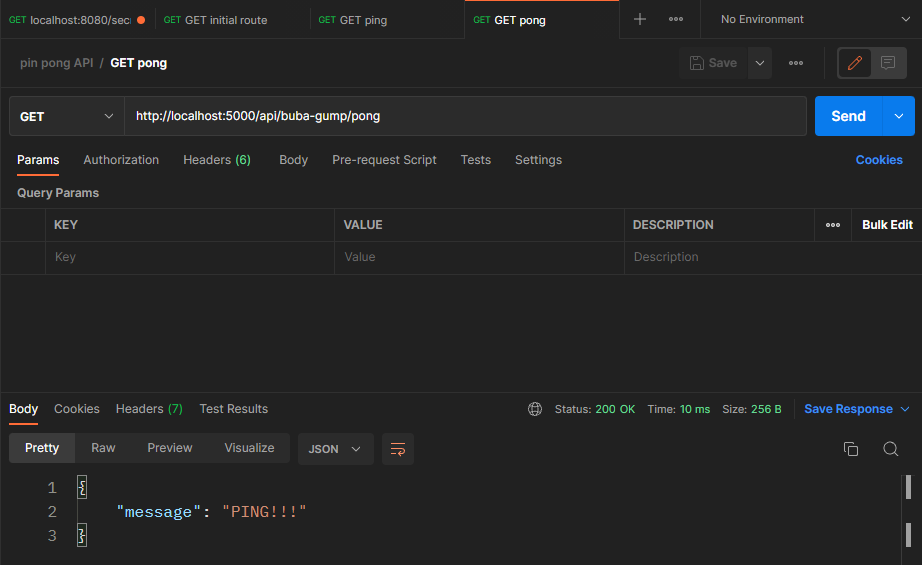 GET localhost:8080/sec GET GET initial route GET GET ping GET GET pong No Environment
pin pong API / GET pong Save
GET http://localhost:5000/api/buba-gump/pong Send
Params Authorization Headers (6) Body Pre-request Script Tests Settings Cookies
Query Params
KEY VALUE DESCRIPTION Bulk Edit
Key Value Description
Body Cookies Headers (7) Test Results Status: 200 OK Time: 10 ms Size: 256 B Save Response
Pretty Raw Preview Visualize JSON
1 {
2 "message": "PING!!!"
3 }